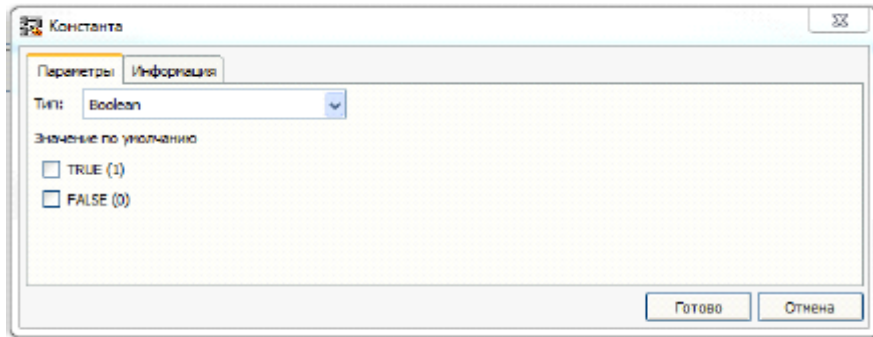 Константа
Параметры Информация
Тип: Boolean
Значение по умолчанию
TRUE (1)
FALSE (0)
Готово Отмена